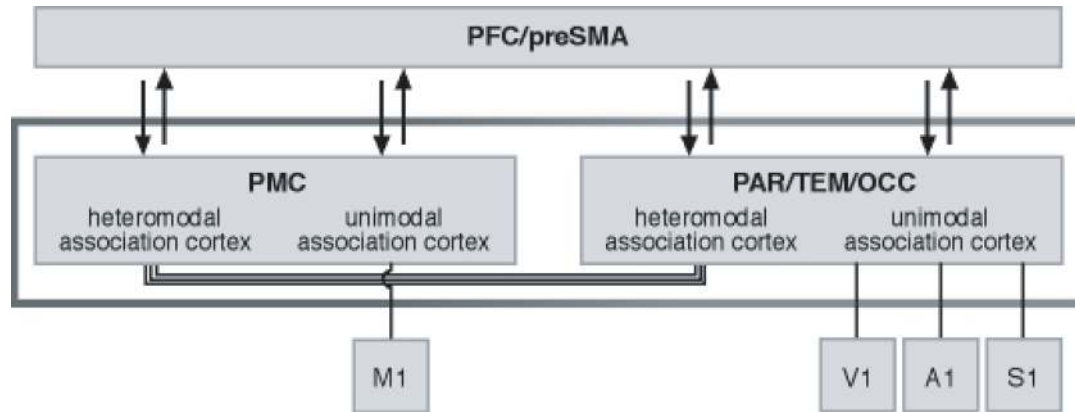 PFC/preSMA
PMC
heteromodal
association cortex
unimodal
association cortex
PAR/TEM/OCC
heteromodal
association cortex
unimodal
association cortex
M1
V1
A1
S1